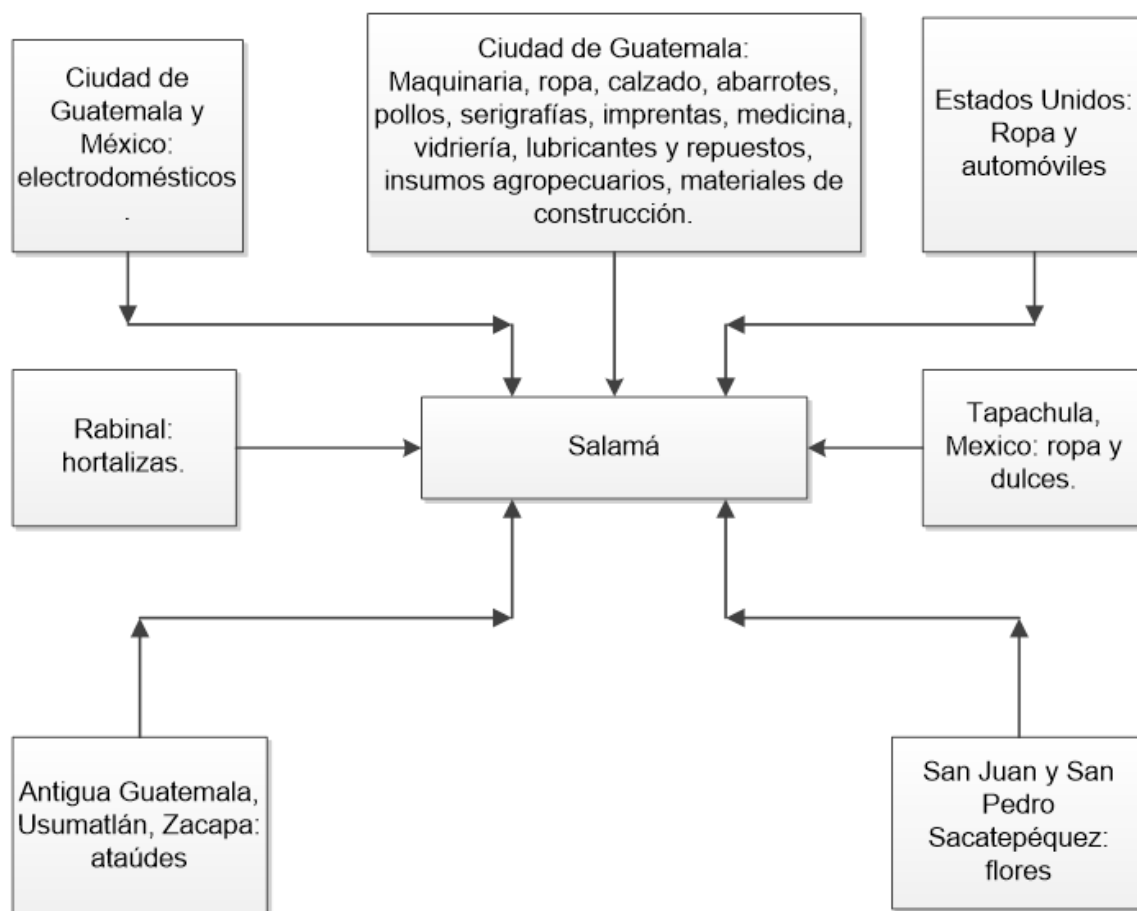 Ciudad de
Guatemala y
México:
electrodomésticos
.
Ciudad de Guatemala:
Maquinaria, ropa, calzado, abarrotes,
pollos, serigrafías, imprentas, medicina,
vidriería, lubricantes y repuestos,
insumos agropecuarios, materiales de
construcción.
Estados Unidos:
Ropa y
automóviles
Rabinal:
hortalizas.
Salamá
Tapachula,
Mexico: ropa y
dulces.
Antigua Guatemala,
Usumatlán, Zacapa:
ataúdes
San Juan y San
Pedro
Sacatepéquez:
flores